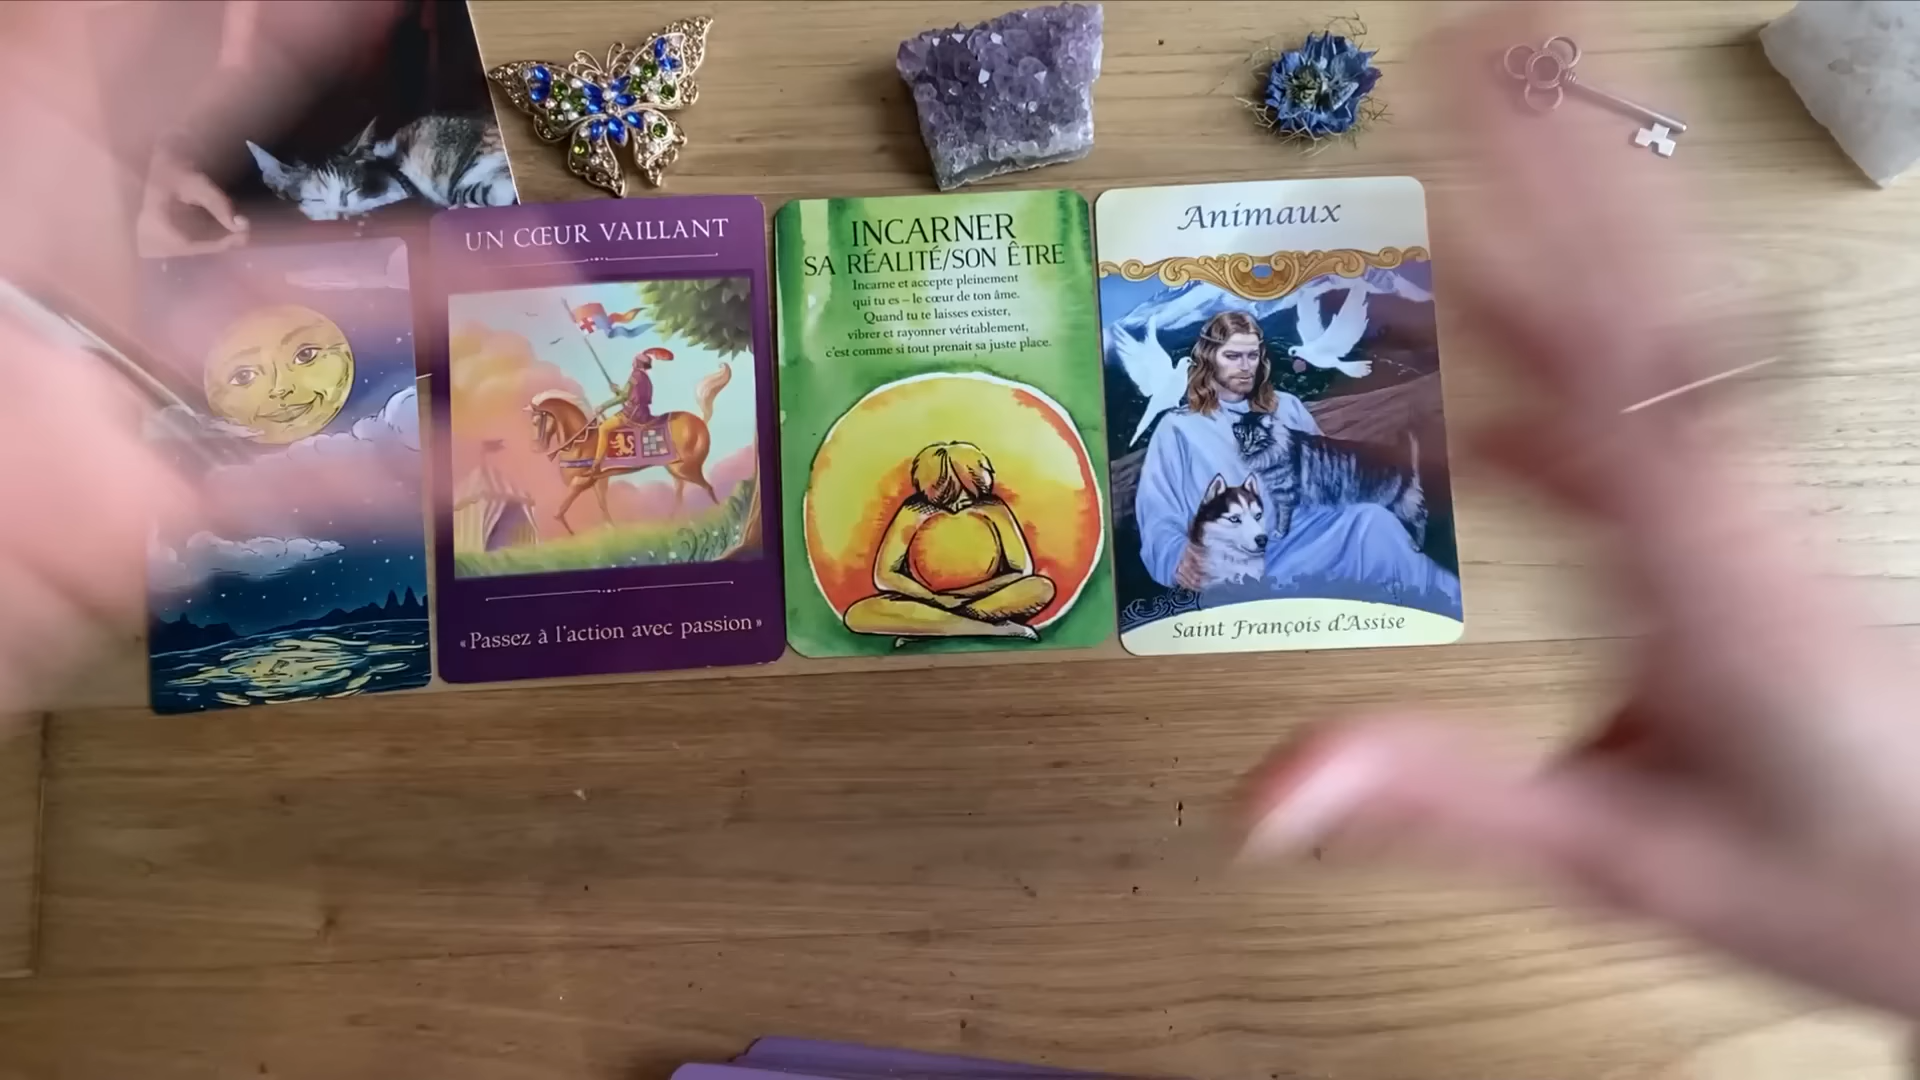 UN CŒUR VAILLANT
«Passez à l'action avec passion»
INCARNER
SA RÉALITÉ/SON ÊTRE
Incarne et accepte pleinement
qui tu es – le cœur de ton âme.
Quand tu te laisses exister,
vibrer et rayonner véritablement,
c'est comme si tout prenait sa juste place.
Animaux
Saint François d'Assise